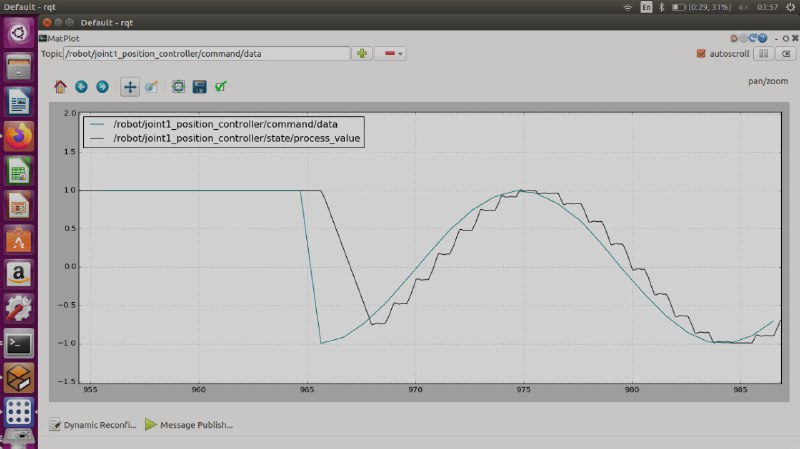 Default - rqt
En
(0:29, 31%)
03:57
Default - rqt
MatPlot
Topic
/robot/joint1_position_controller/command/data
autoscroll
pan/zoom
/robot/joint1_position_controller/command/data
/robot/joint1_position_controller/state/process_value
2.0
1.5
1.0
0.5
0.0
−0.5
−1.0
−1.5
955
960
965
970
975
980
985
Dynamic Reconfi...
Message Publish...